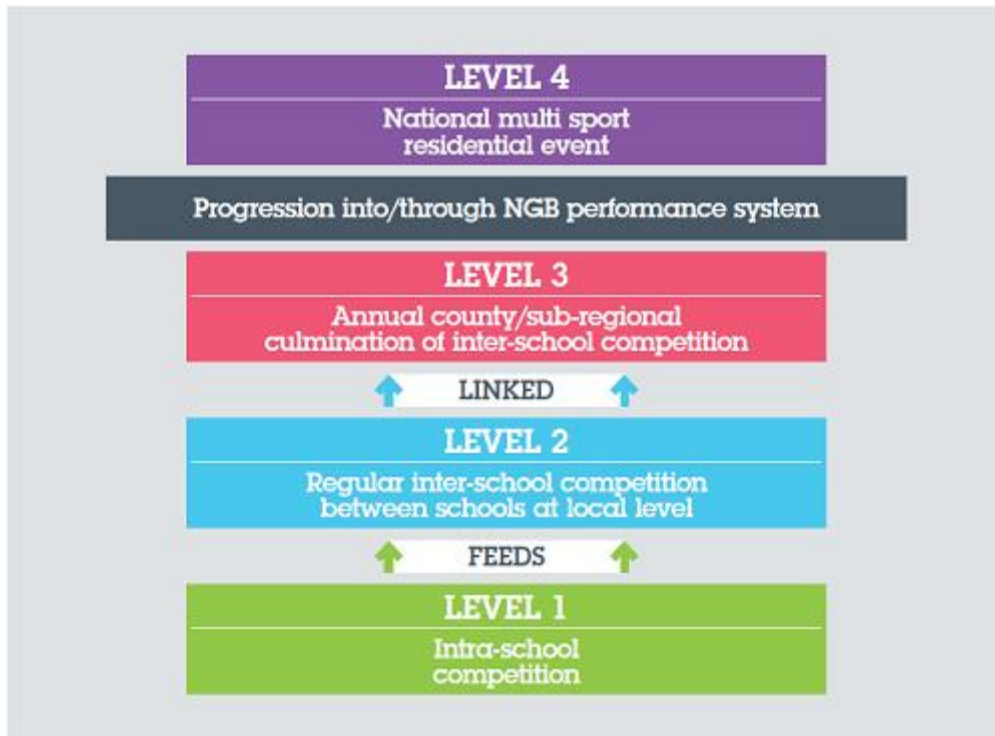 LEVEL 4
National multi sport
residential event
Progression into/through NGB performance system
LEVEL 3
Annual county/sub-regional
culmination of inter-school competition
LINKED
LEVEL 2
Regular inter-school competition
between schools at local level
FEEDS
LEVEL 1
Intra-school
competition